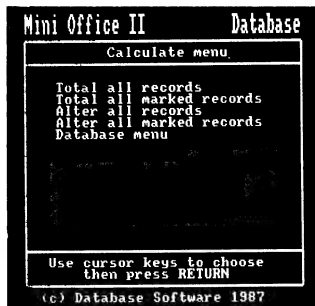 Mini Office II Database
Calculate menu
Total all records
Total all marked records
Alter all records
Alter all marked records
Database menu
Use cursor keys to choose
then press RETURN
(c) Database Software 1987